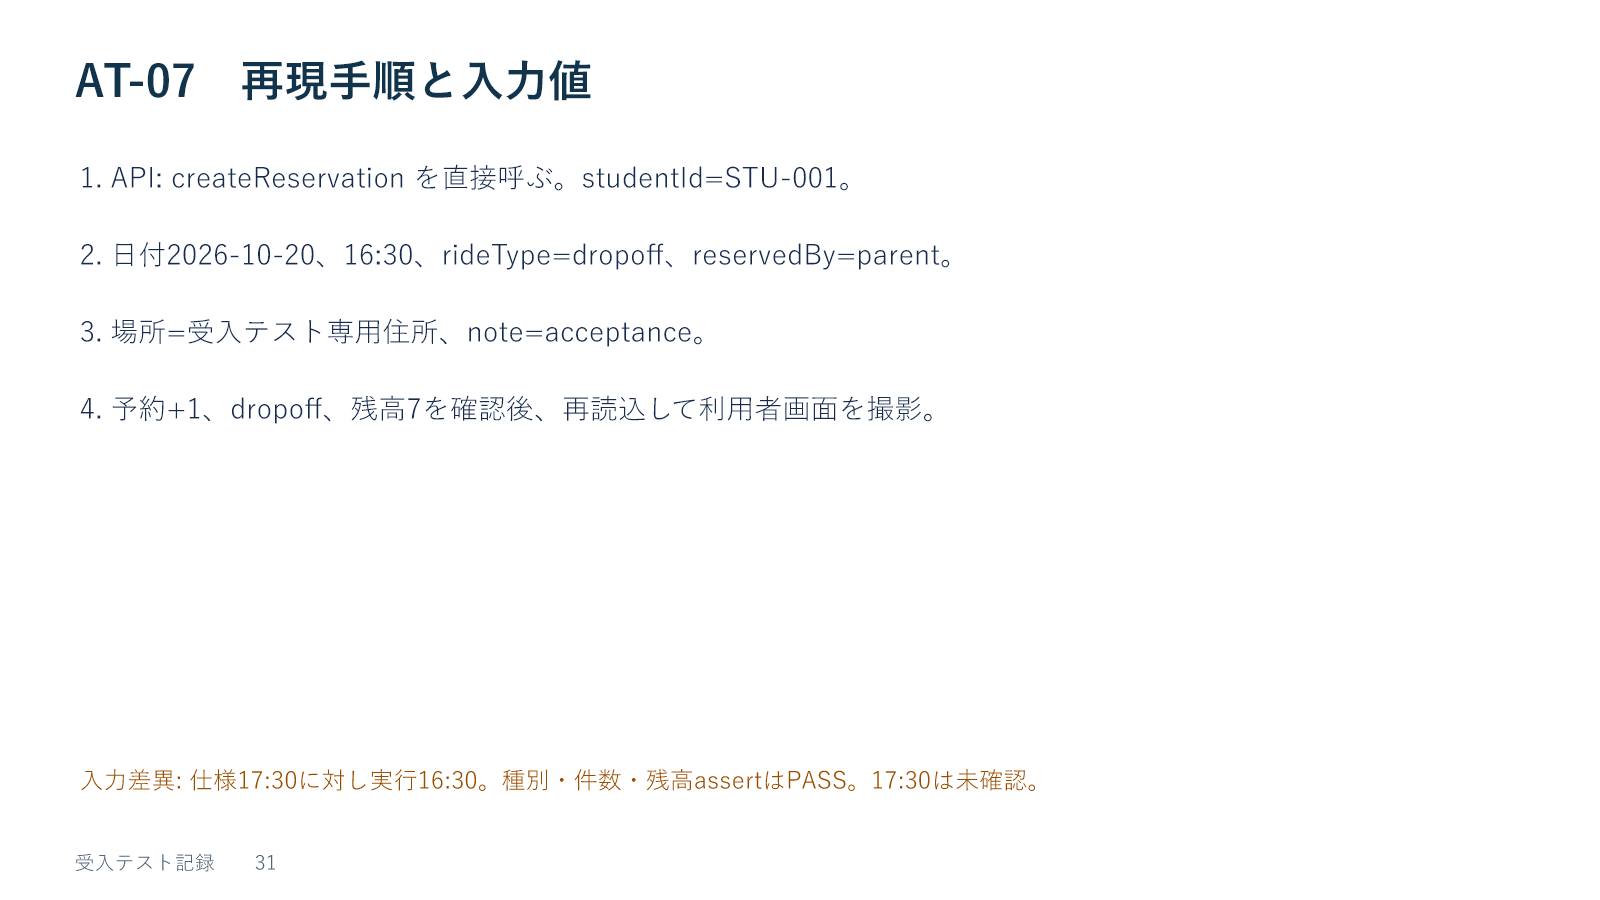 AT-07　再現手順と入力値
1. API: createReservation を直接呼ぶ。studentId=STU-001。
2. 日付2026-10-20、16:30、rideType=dropoff、reservedBy=parent。
3. 場所=受入テスト専用住所、note=acceptance。
4. 予約+1、dropoff、残高7を確認後、再読込して利用者画面を撮影。
入力差異: 仕様17:30に対し実行16:30。種別・件数・残高assertはPASS。17:30は未確認。
受入テスト記録　　31